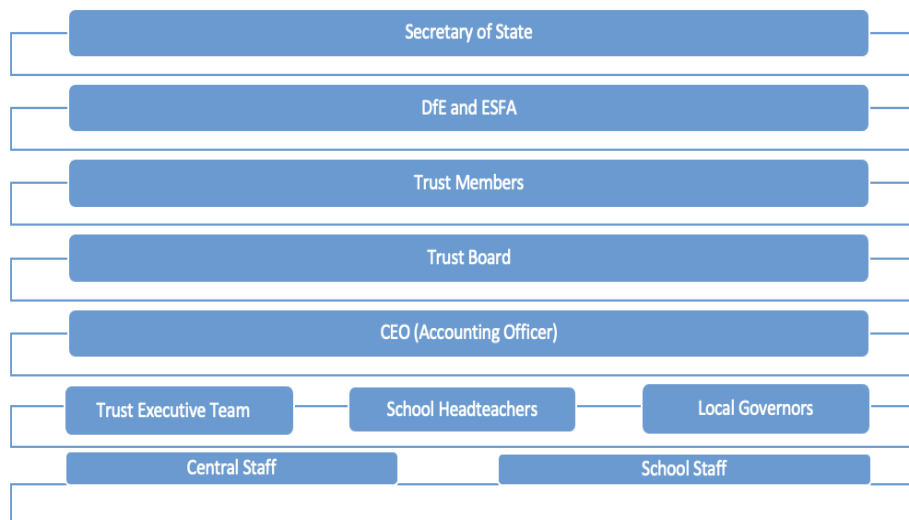 Secretary of State
DfE and ESFA
Trust Members
Trust Board
CEO (Accounting Officer)
Trust Executive Team
School Headteachers
Local Governors
Central Staff
School Staff